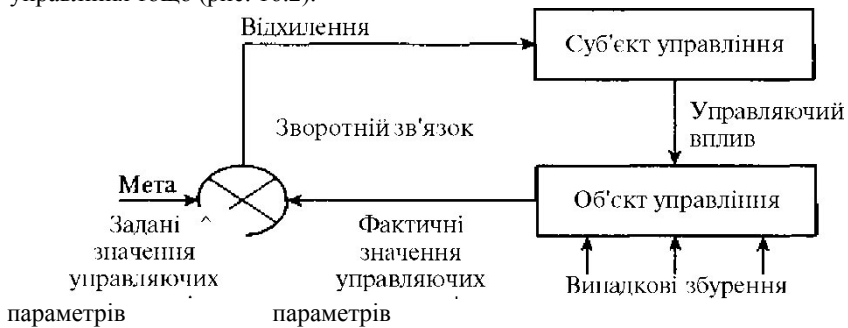 управління тощо (рис. 10.2).
Відхилення
Суб'єкт управління
Управляючий
вплив
Зворотній зв'язок
Мета
Об'єкт управління
Задані
значення
управляючих
параметрів
Фактичні
значення
управляючих
параметрів
Випадкові збурення